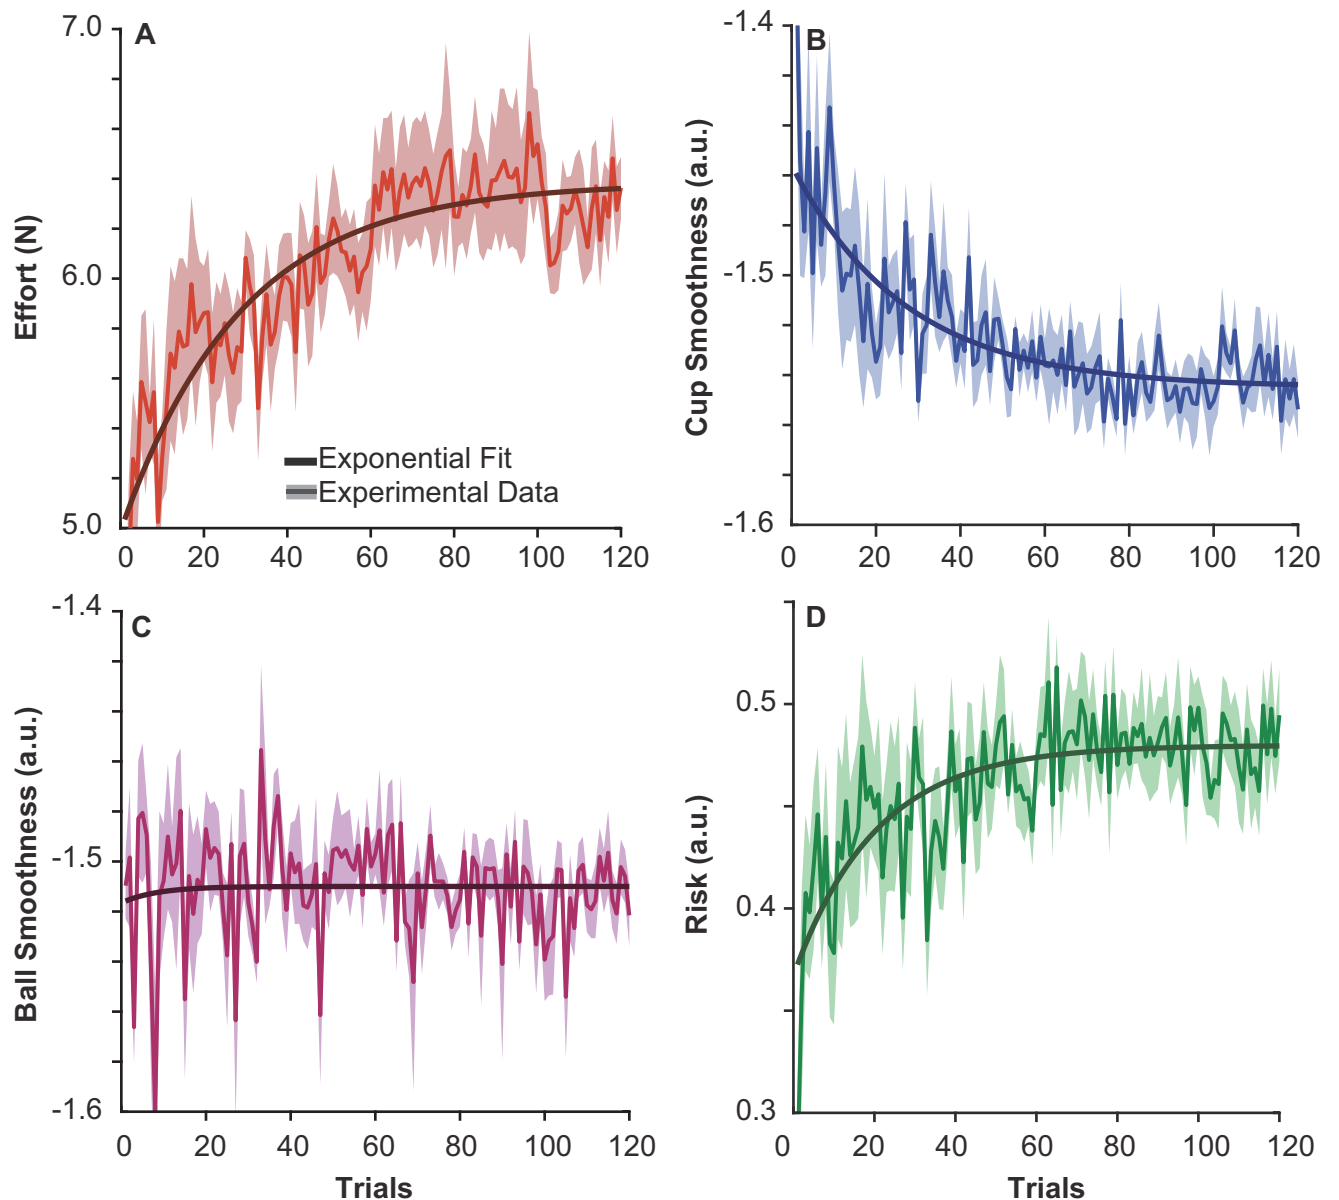 A
7.0
6.0
5.0
Effort (N)
Exponential Fit
Experimental Data
0 20 40 60 80 100 120
B
-1.4
-1.5
-1.6
Cup Smoothness (a.u.)
0 20 40 60 80 100 120
C
-1.4
-1.5
-1.6
Ball Smoothness (a.u.)
0 20 40 60 80 100 120
Trials
D
0.5
0.4
0.3
Risk (a.u.)
0 20 40 60 80 100 120
Trials